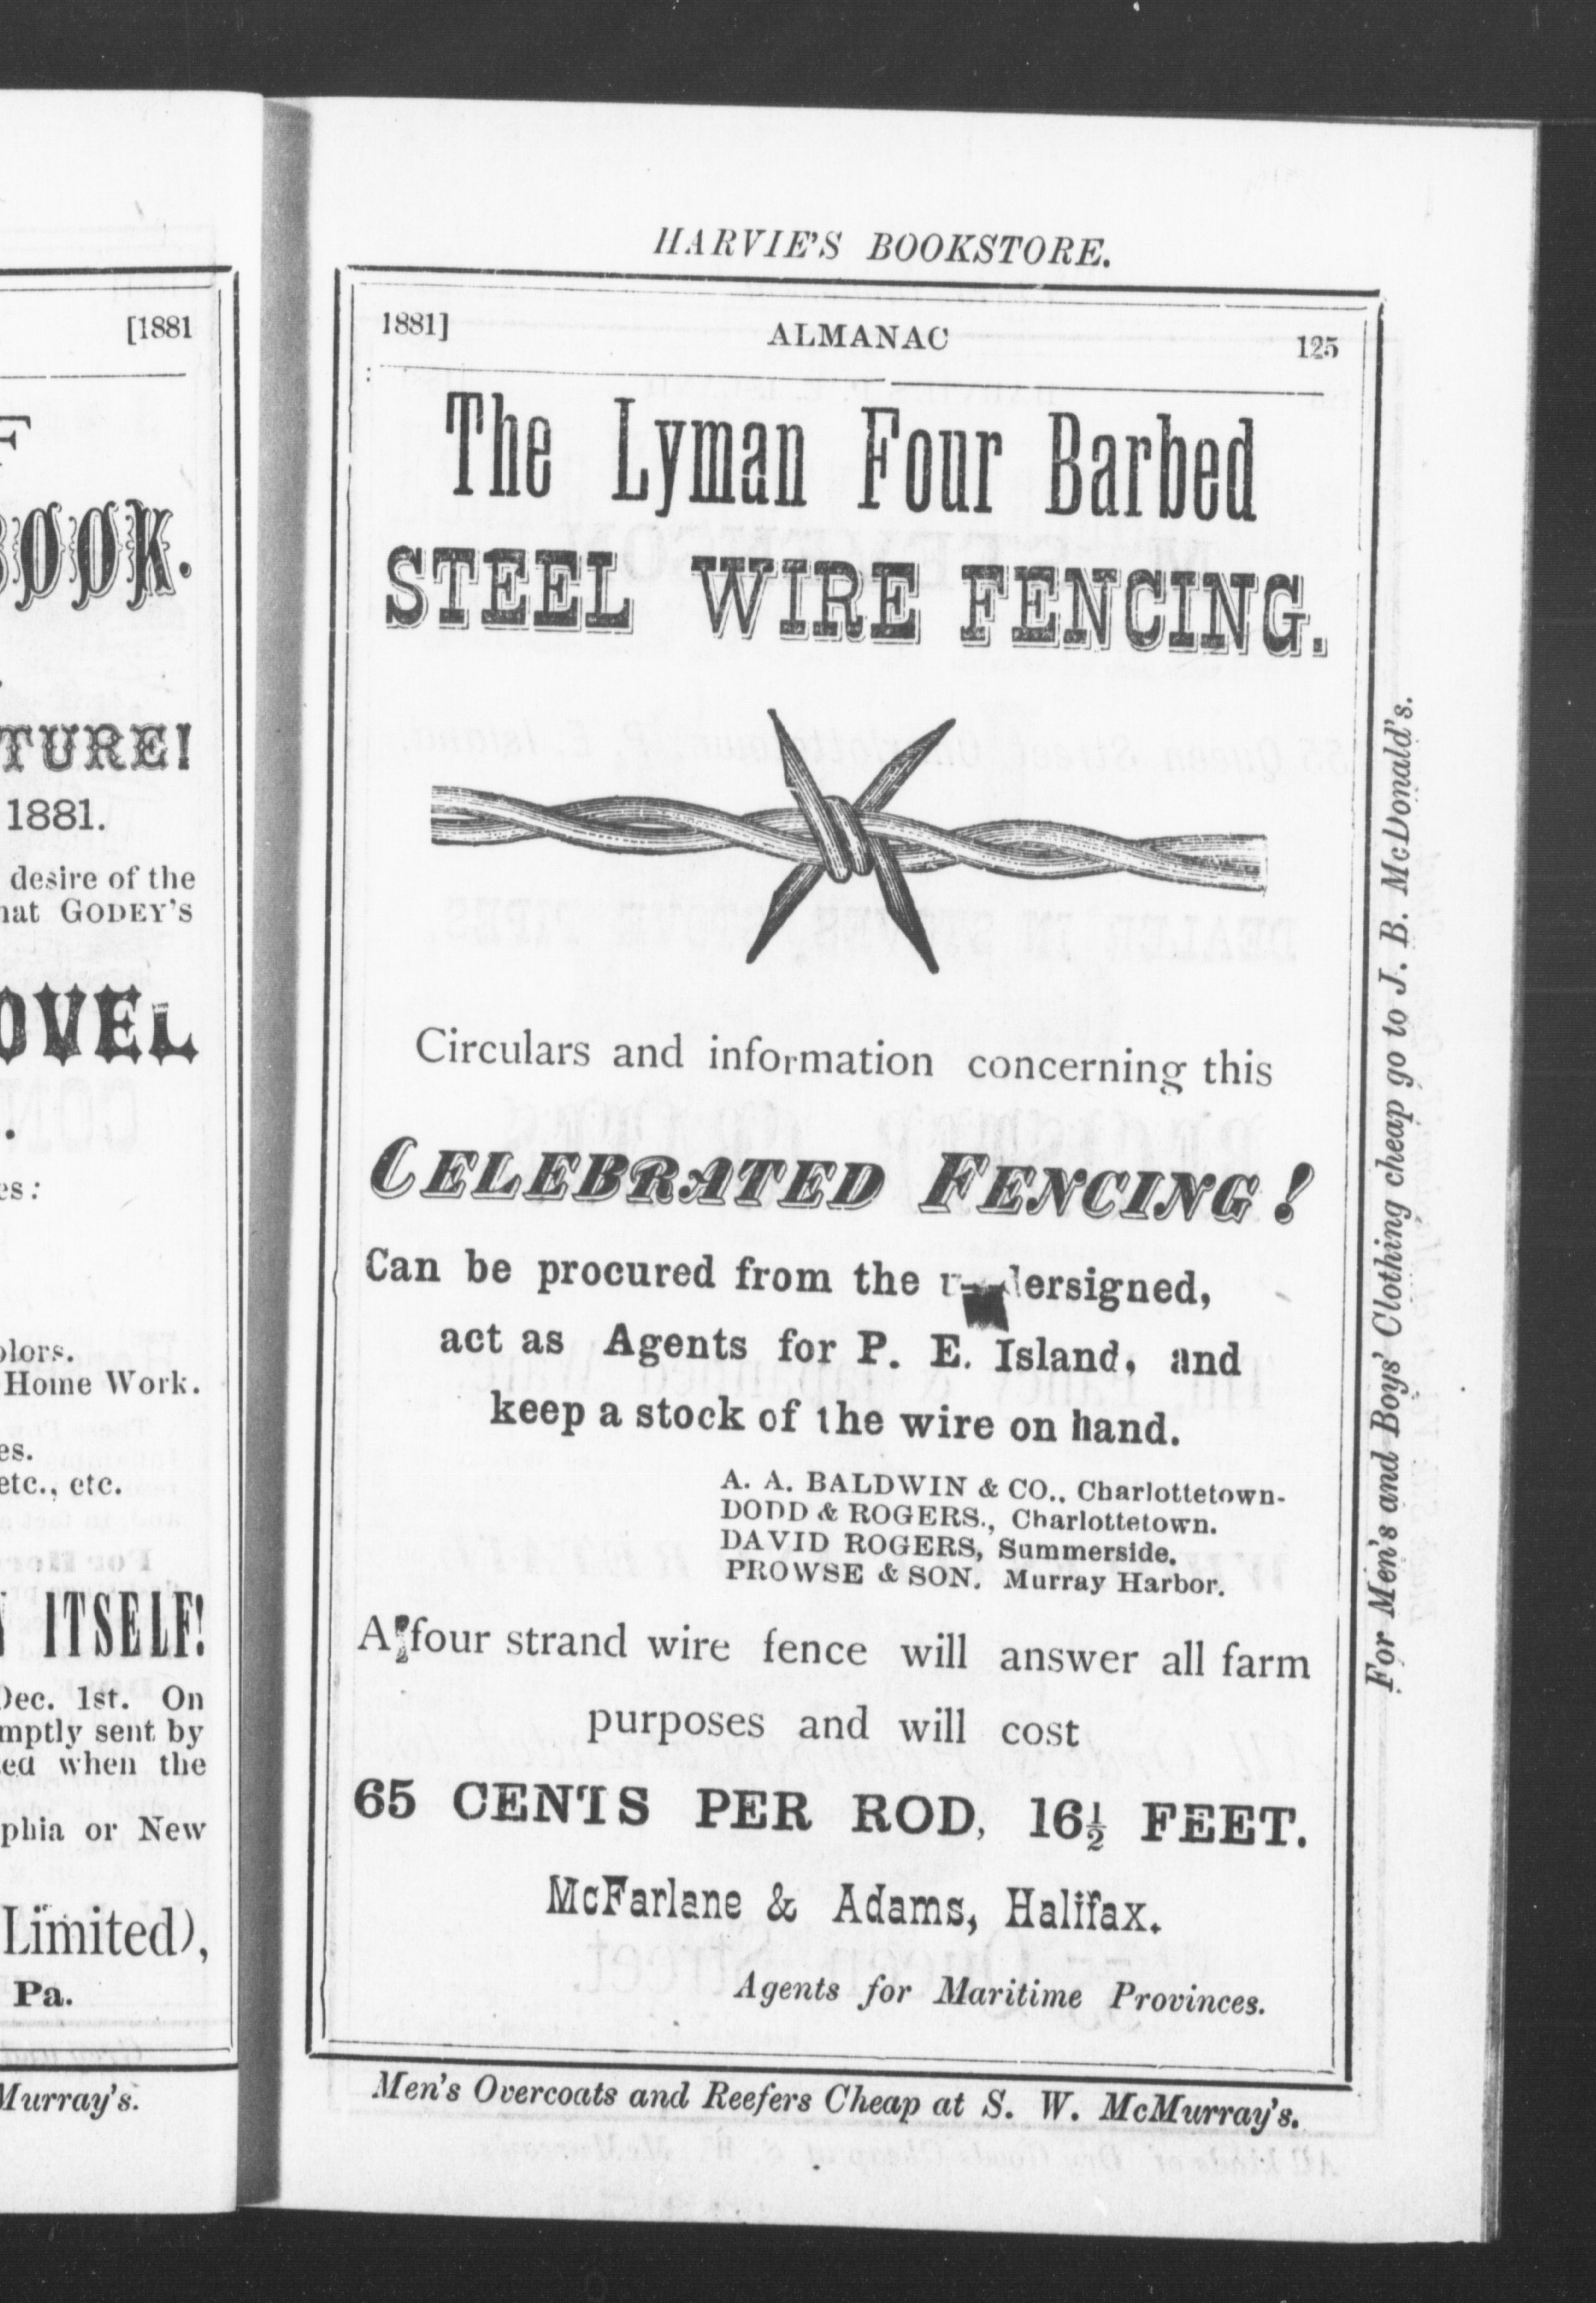 [1881
BOOK.
TURE!
1881.
desire of the
hat GODEY'S
OVEL
es:
olors.
Home Work.
es.
etc., etc.
ITSELF!
Dec. 1st. On
mptly sent by
ed when the
phia or New
Limited),
Pa.
Murray's.
HARVIE'S BOOKSTORE.
1881] ALMANAC 125
The Lyman Four Barbed
STEEL WIRE FENCING.
Circulars and information concerning this
CELEBRATED FENCING!
Can be procured from the undersigned,
act as Agents for P. E. Island, and
keep a stock of the wire on hand.
A. A. BALDWIN & CO., Charlottetown-
DODD & ROGERS., Charlottetown.
DAVID ROGERS, Summerside.
PROWSE & SON. Murray Harbor.
A four strand wire fence will answer all farm
purposes and will cost
65 CENTS PER ROD, 16½ FEET.
McFarlane & Adams, Halifax.
Agents for Maritime Provinces.
Men's Overcoats and Reefers Cheap at S. W. McMurray's.
For Men's and Boys' Clothing cheap go to J. B. McDonald's.